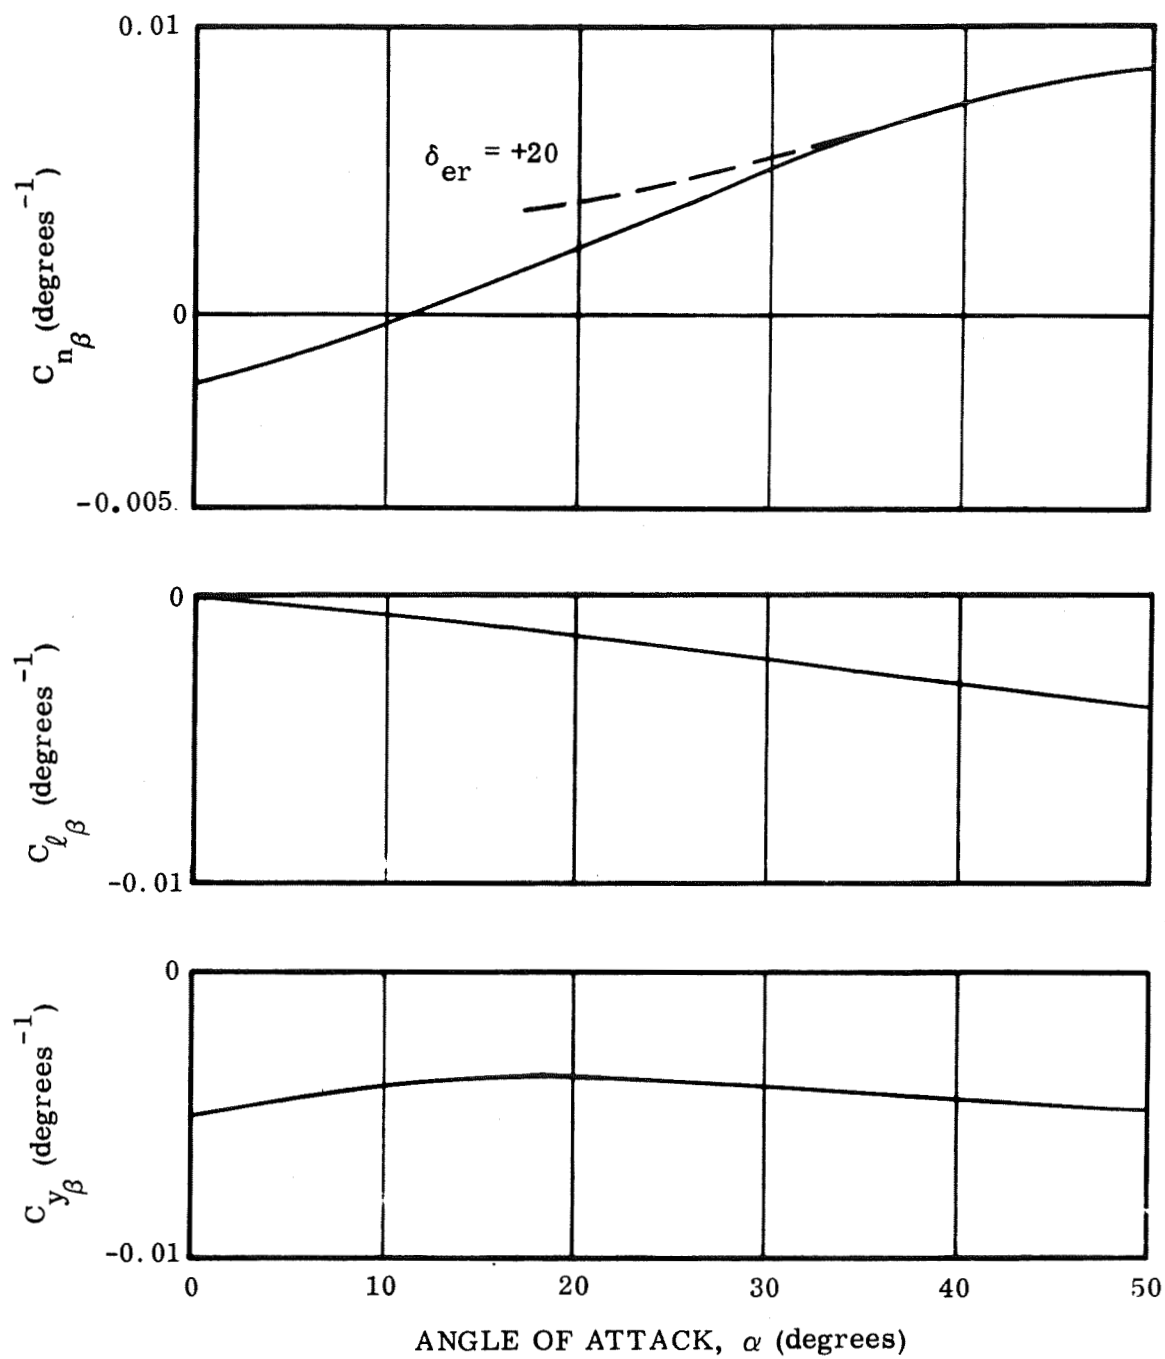 0.01
δer = +20
Cnβ (degrees⁻¹)
0
-0.005
0
Cℓβ (degrees⁻¹)
-0.01
0
Cyβ (degrees⁻¹)
-0.01
0 10 20 30 40 50
ANGLE OF ATTACK, α (degrees)